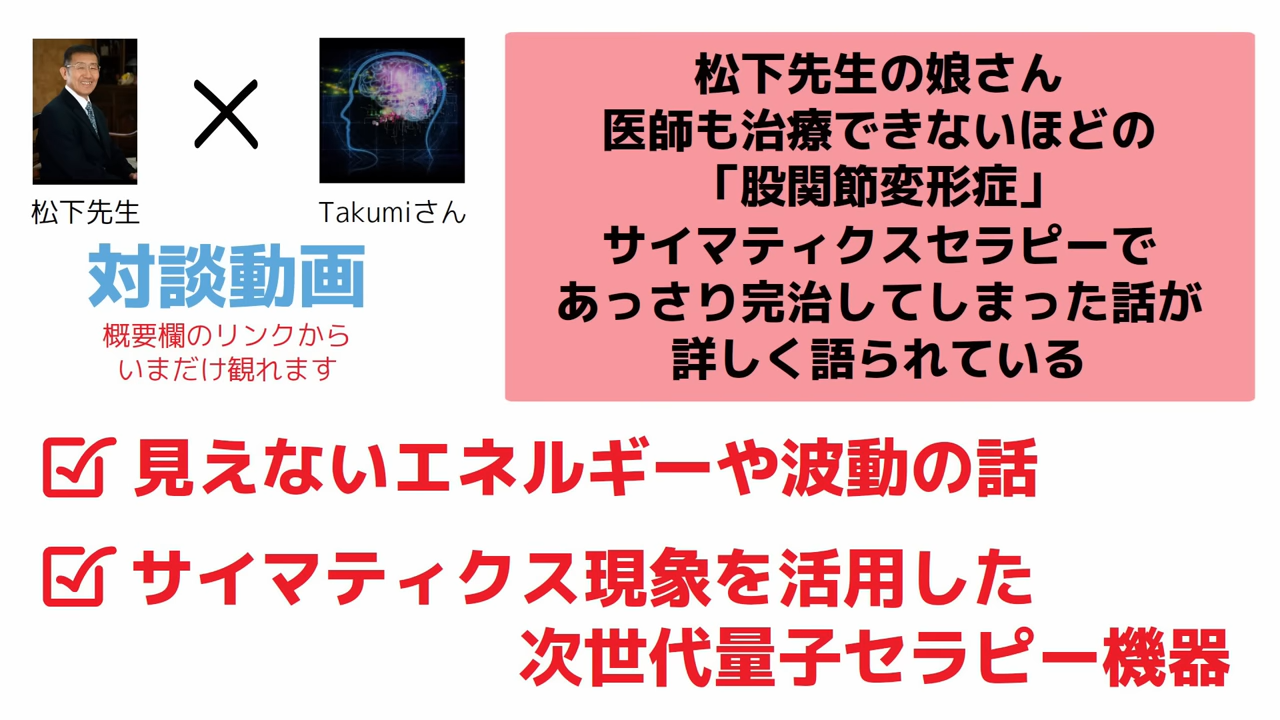 松下先生
×
Takumiさん
対談動画
概要欄のリンクから
いまだけ観れます
松下先生の娘さん
医師も治療できないほどの
「股関節変形症」
サイマティクスセラピーで
あっさり完治してしまった話が
詳しく語られている
見えないエネルギーや波動の話
サイマティクス現象を活用した
次世代量子セラピー機器